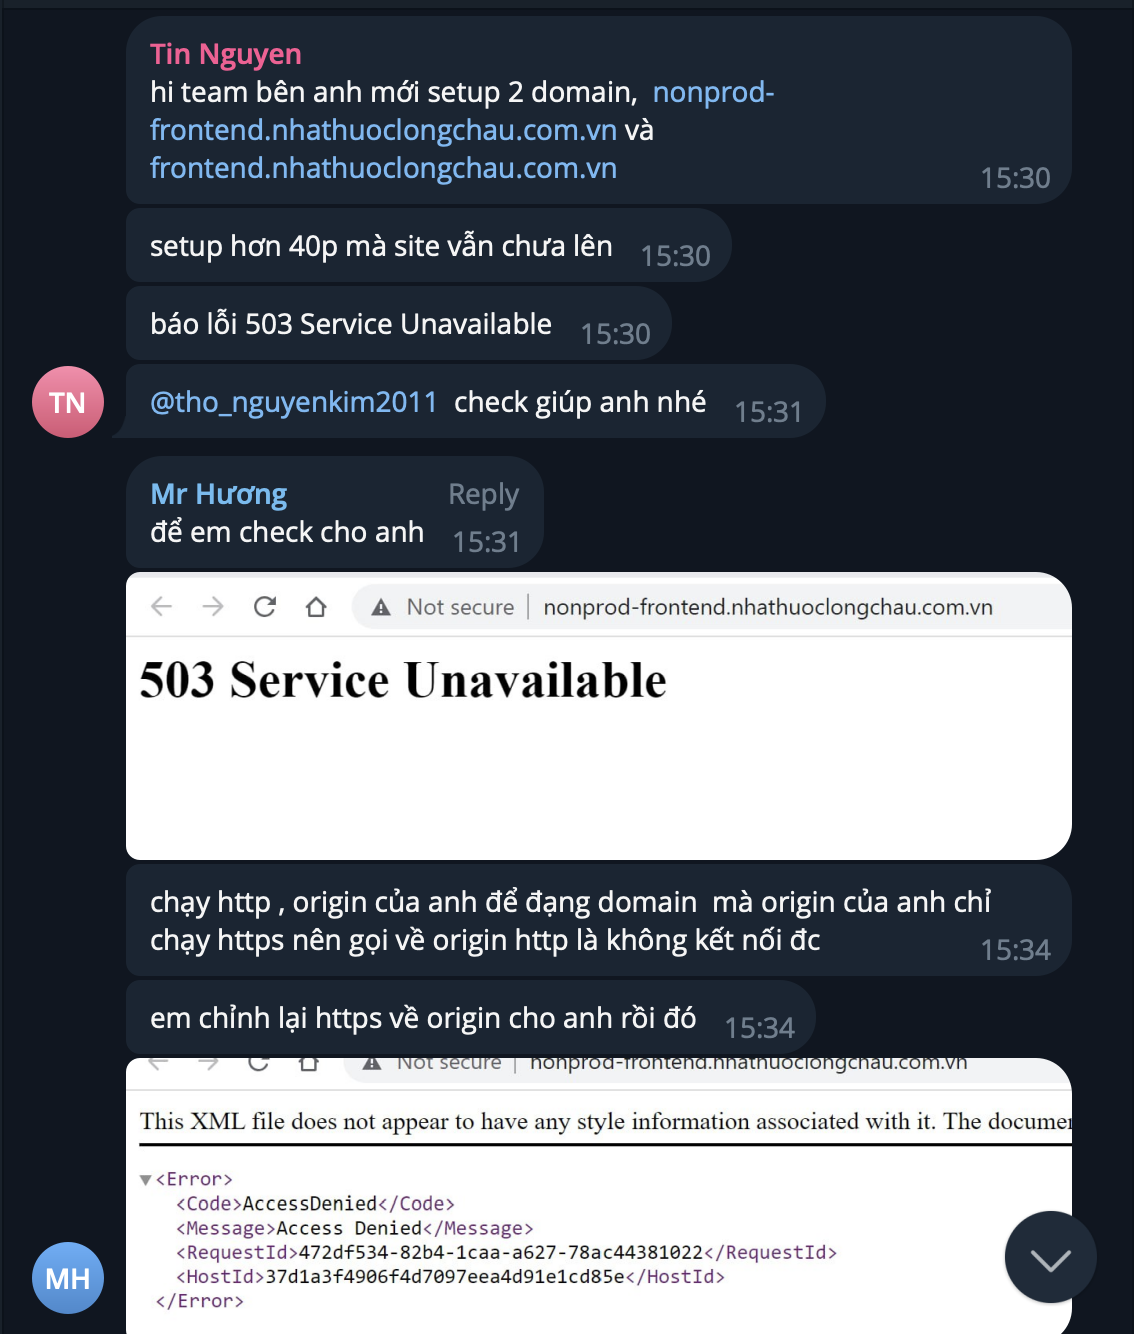 Tin Nguyen
hi team bên anh mới setup 2 domain,  nonprod-
frontend.nhathuoclongchau.com.vn và
frontend.nhathuoclongchau.com.vn
15:30
setup hơn 40p mà site vẫn chưa lên 15:30
báo lỗi 503 Service Unavailable 15:30
TN
@tho_nguyenkim2011  check giúp anh nhé 15:31
Mr Hương Reply
để em check cho anh 15:31
Not secure | nonprod-frontend.nhathuoclongchau.com.vn
503 Service Unavailable
chạy http , origin của anh để đạng domain  mà origin của anh chỉ
chạy https nên gọi về origin http là không kết nối đc 15:34
em chỉnh lại https về origin cho anh rồi đó 15:34
Not secure | nonprod-frontend.nhathuoclongchau.com.vn
This XML file does not appear to have any style information associated with it. The documen
▼<Error>
<Code>AccessDenied</Code>
<Message>Access Denied</Message>
<RequestId>472df534-82b4-1caa-a627-78ac44381022</RequestId>
<HostId>37d1a3f4906f4d7097eea4d91e1cd85e</HostId>
</Error>
MH